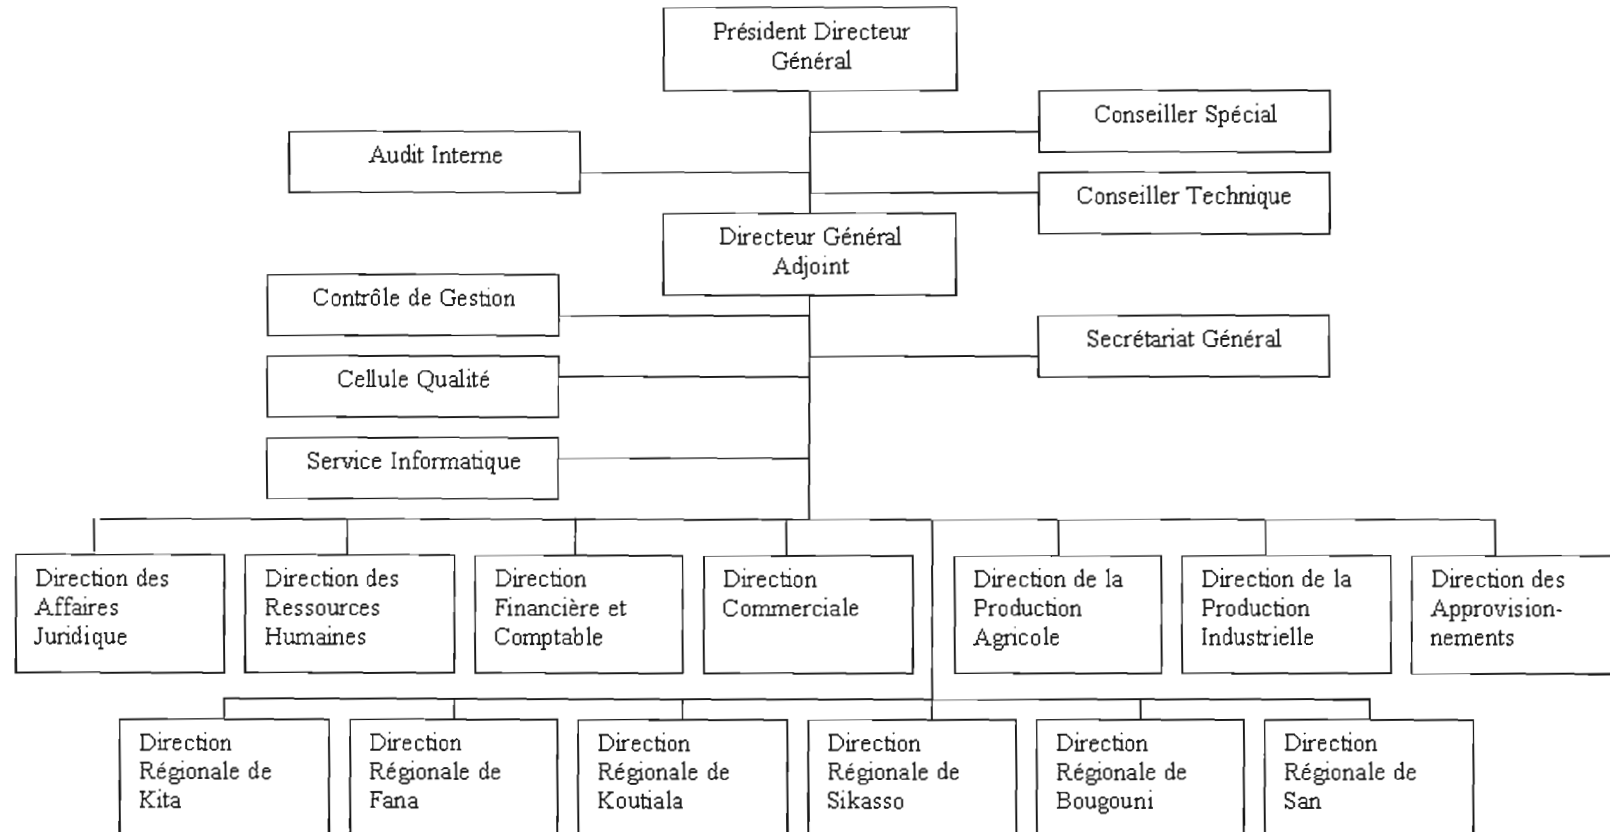 Président Directeur
Général
Conseiller Spécial
Audit Interne
Conseiller Technique
Directeur Général
Adjoint
Contrôle de Gestion
Secrétariat Général
Cellule Qualité
Service Informatique
Direction des
Affaires
Juridique
Direction des
Ressources
Humaines
Direction
Financière et
Comptable
Direction
Commerciale
Direction de la
Production
Agricole
Direction de la
Production
Industrielle
Direction des
Approvision-
nements
Direction
Régionale de
Kita
Direction
Régionale de
Fana
Direction
Régionale de
Koutiala
Direction
Régionale de
Sikasso
Direction
Régionale de
Bougouni
Direction
Régionale de
San